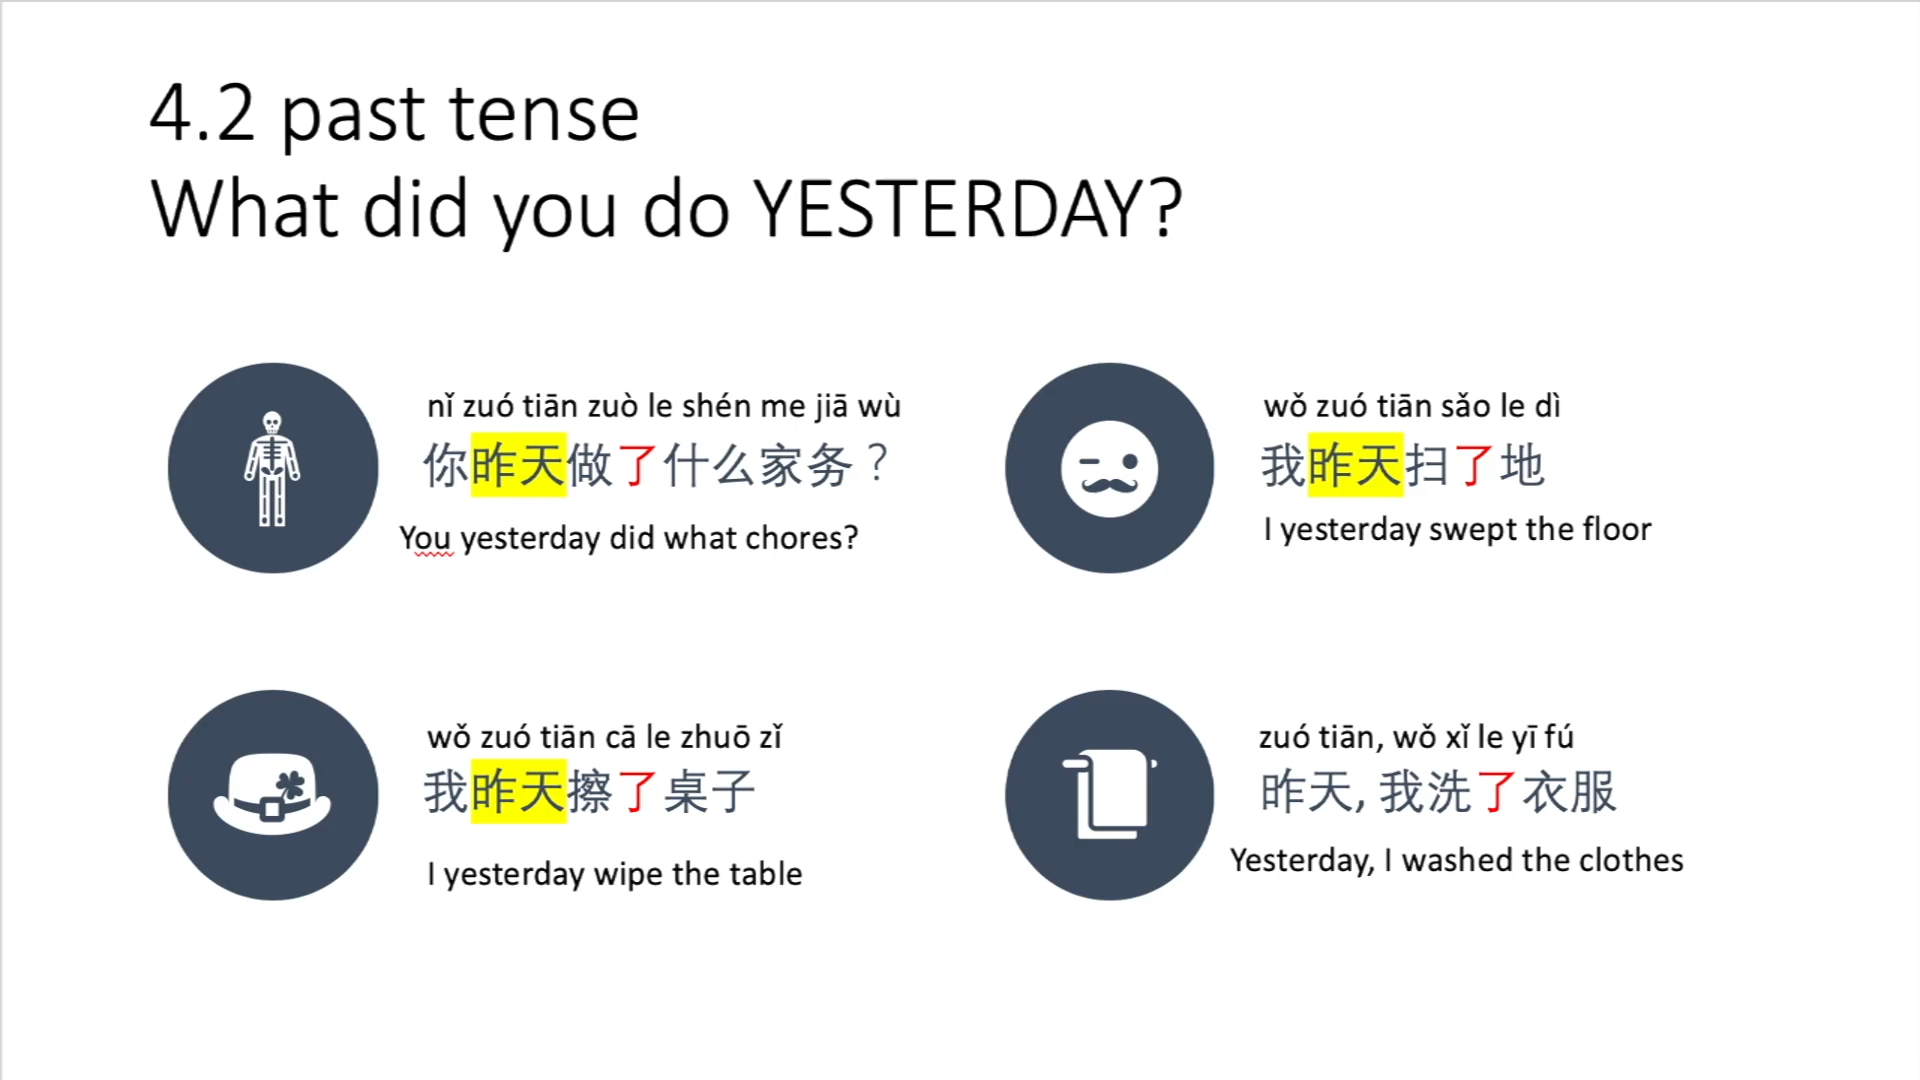 4.2 past tense
What did you do YESTERDAY?
nǐ zuó tiān zuò le shén me jiā wù
你昨天做了什么家务？
You yesterday did what chores?
wǒ zuó tiān sǎo le dì
我昨天扫了地
I yesterday swept the floor
wǒ zuó tiān cā le zhuō zǐ
我昨天擦了桌子
I yesterday wipe the table
zuó tiān, wǒ xǐ le yī fú
昨天, 我洗了衣服
Yesterday, I washed the clothes